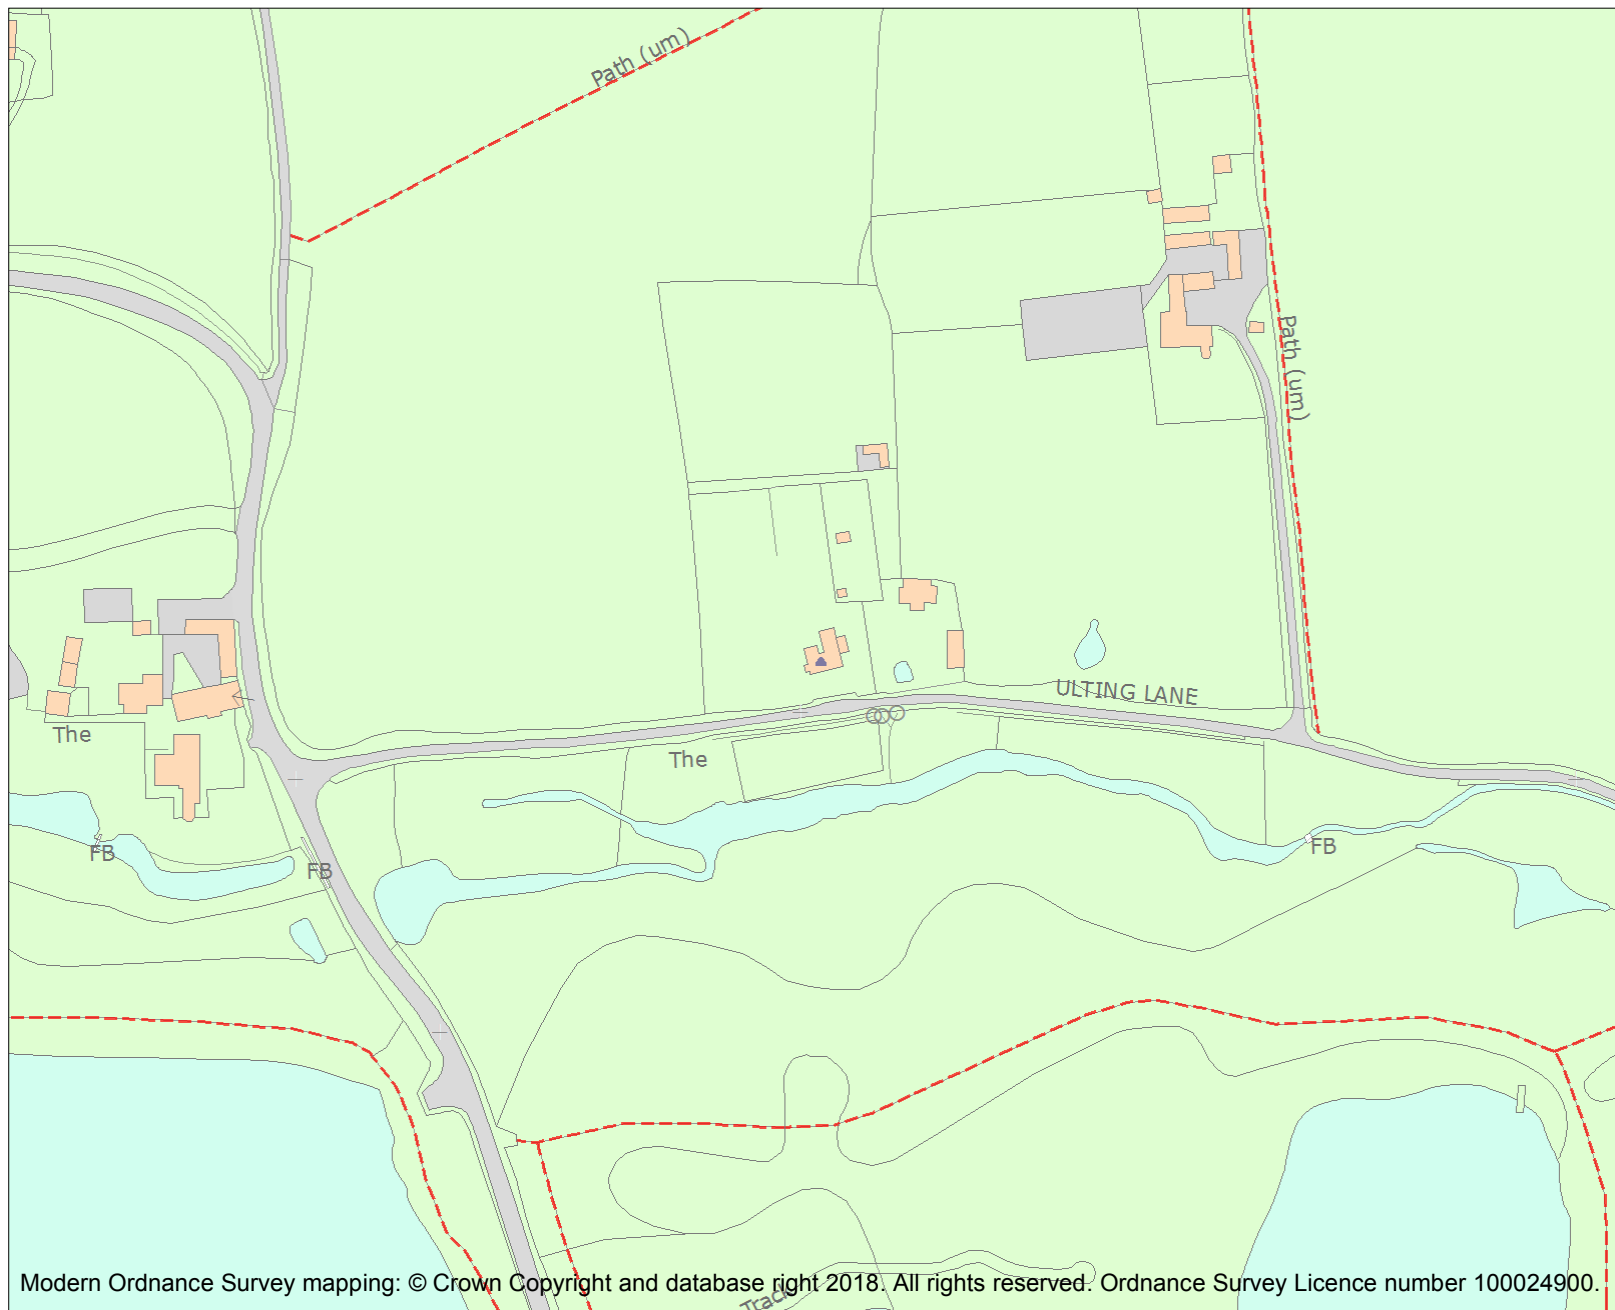 Path (um)
Path (um)
ULTING LANE
The
The
FB
FB
FB
Track
Modern Ordnance Survey mapping: © Crown Copyright and database right 2018. All rights reserved. Ordnance Survey Licence number 100024900.